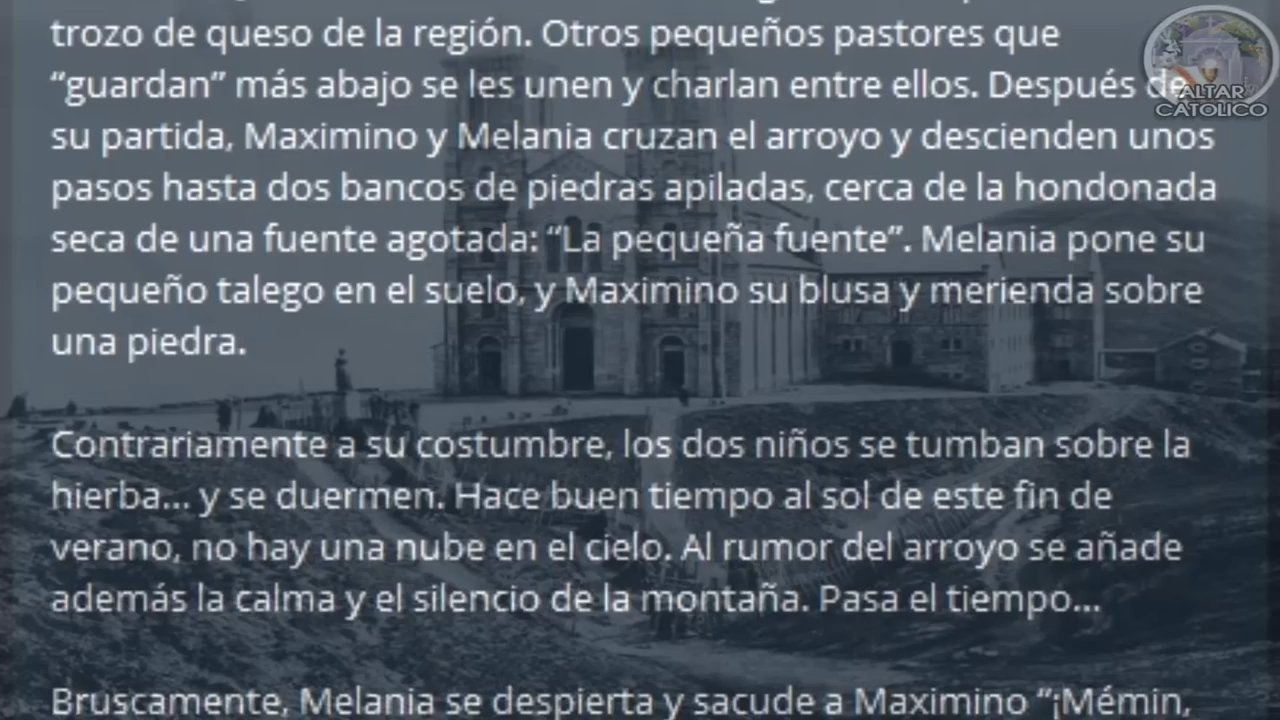 trozo de queso de la región. Otros pequeños pastores que
“guardan” más abajo se les unen y charlan entre ellos. Después de
su partida, Maximino y Melania cruzan el arroyo y descienden unos
pasos hasta dos bancos de piedras apiladas, cerca de la hondonada
seca de una fuente agotada: “La pequeña fuente”. Melania pone su
pequeño talego en el suelo, y Maximino su blusa y merienda sobre
una piedra.
Contrariamente a su costumbre, los dos niños se tumban sobre la
hierba... y se duermen. Hace buen tiempo al sol de este fin de
verano, no hay una nube en el cielo. Al rumor del arroyo se añade
además la calma y el silencio de la montaña. Pasa el tiempo...
Bruscamente, Melania se despierta y sacude a Maximino “¡Mémin,
ALTAR
CATOLICO